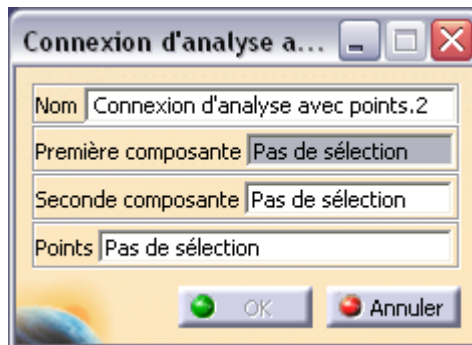 Connexion d'analyse a...
Nom Connexion d'analyse avec points.2
Première composante Pas de sélection
Seconde composante Pas de sélection
Points Pas de sélection
OK Annuler